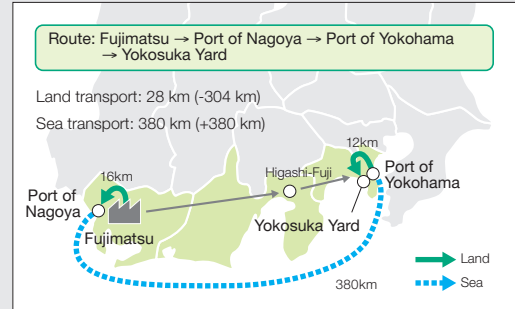 Route: Fujimatsu → Port of Nagoya → Port of Yokohama
→ Yokosuka Yard
Land transport: 28 km (-304 km)
Sea transport: 380 km (+380 km)
12km
Port of
Yokohama
Higashi-Fuji
16km
Port of
Nagoya
Yokosuka Yard
Fujimatsu
Land
380km
Sea